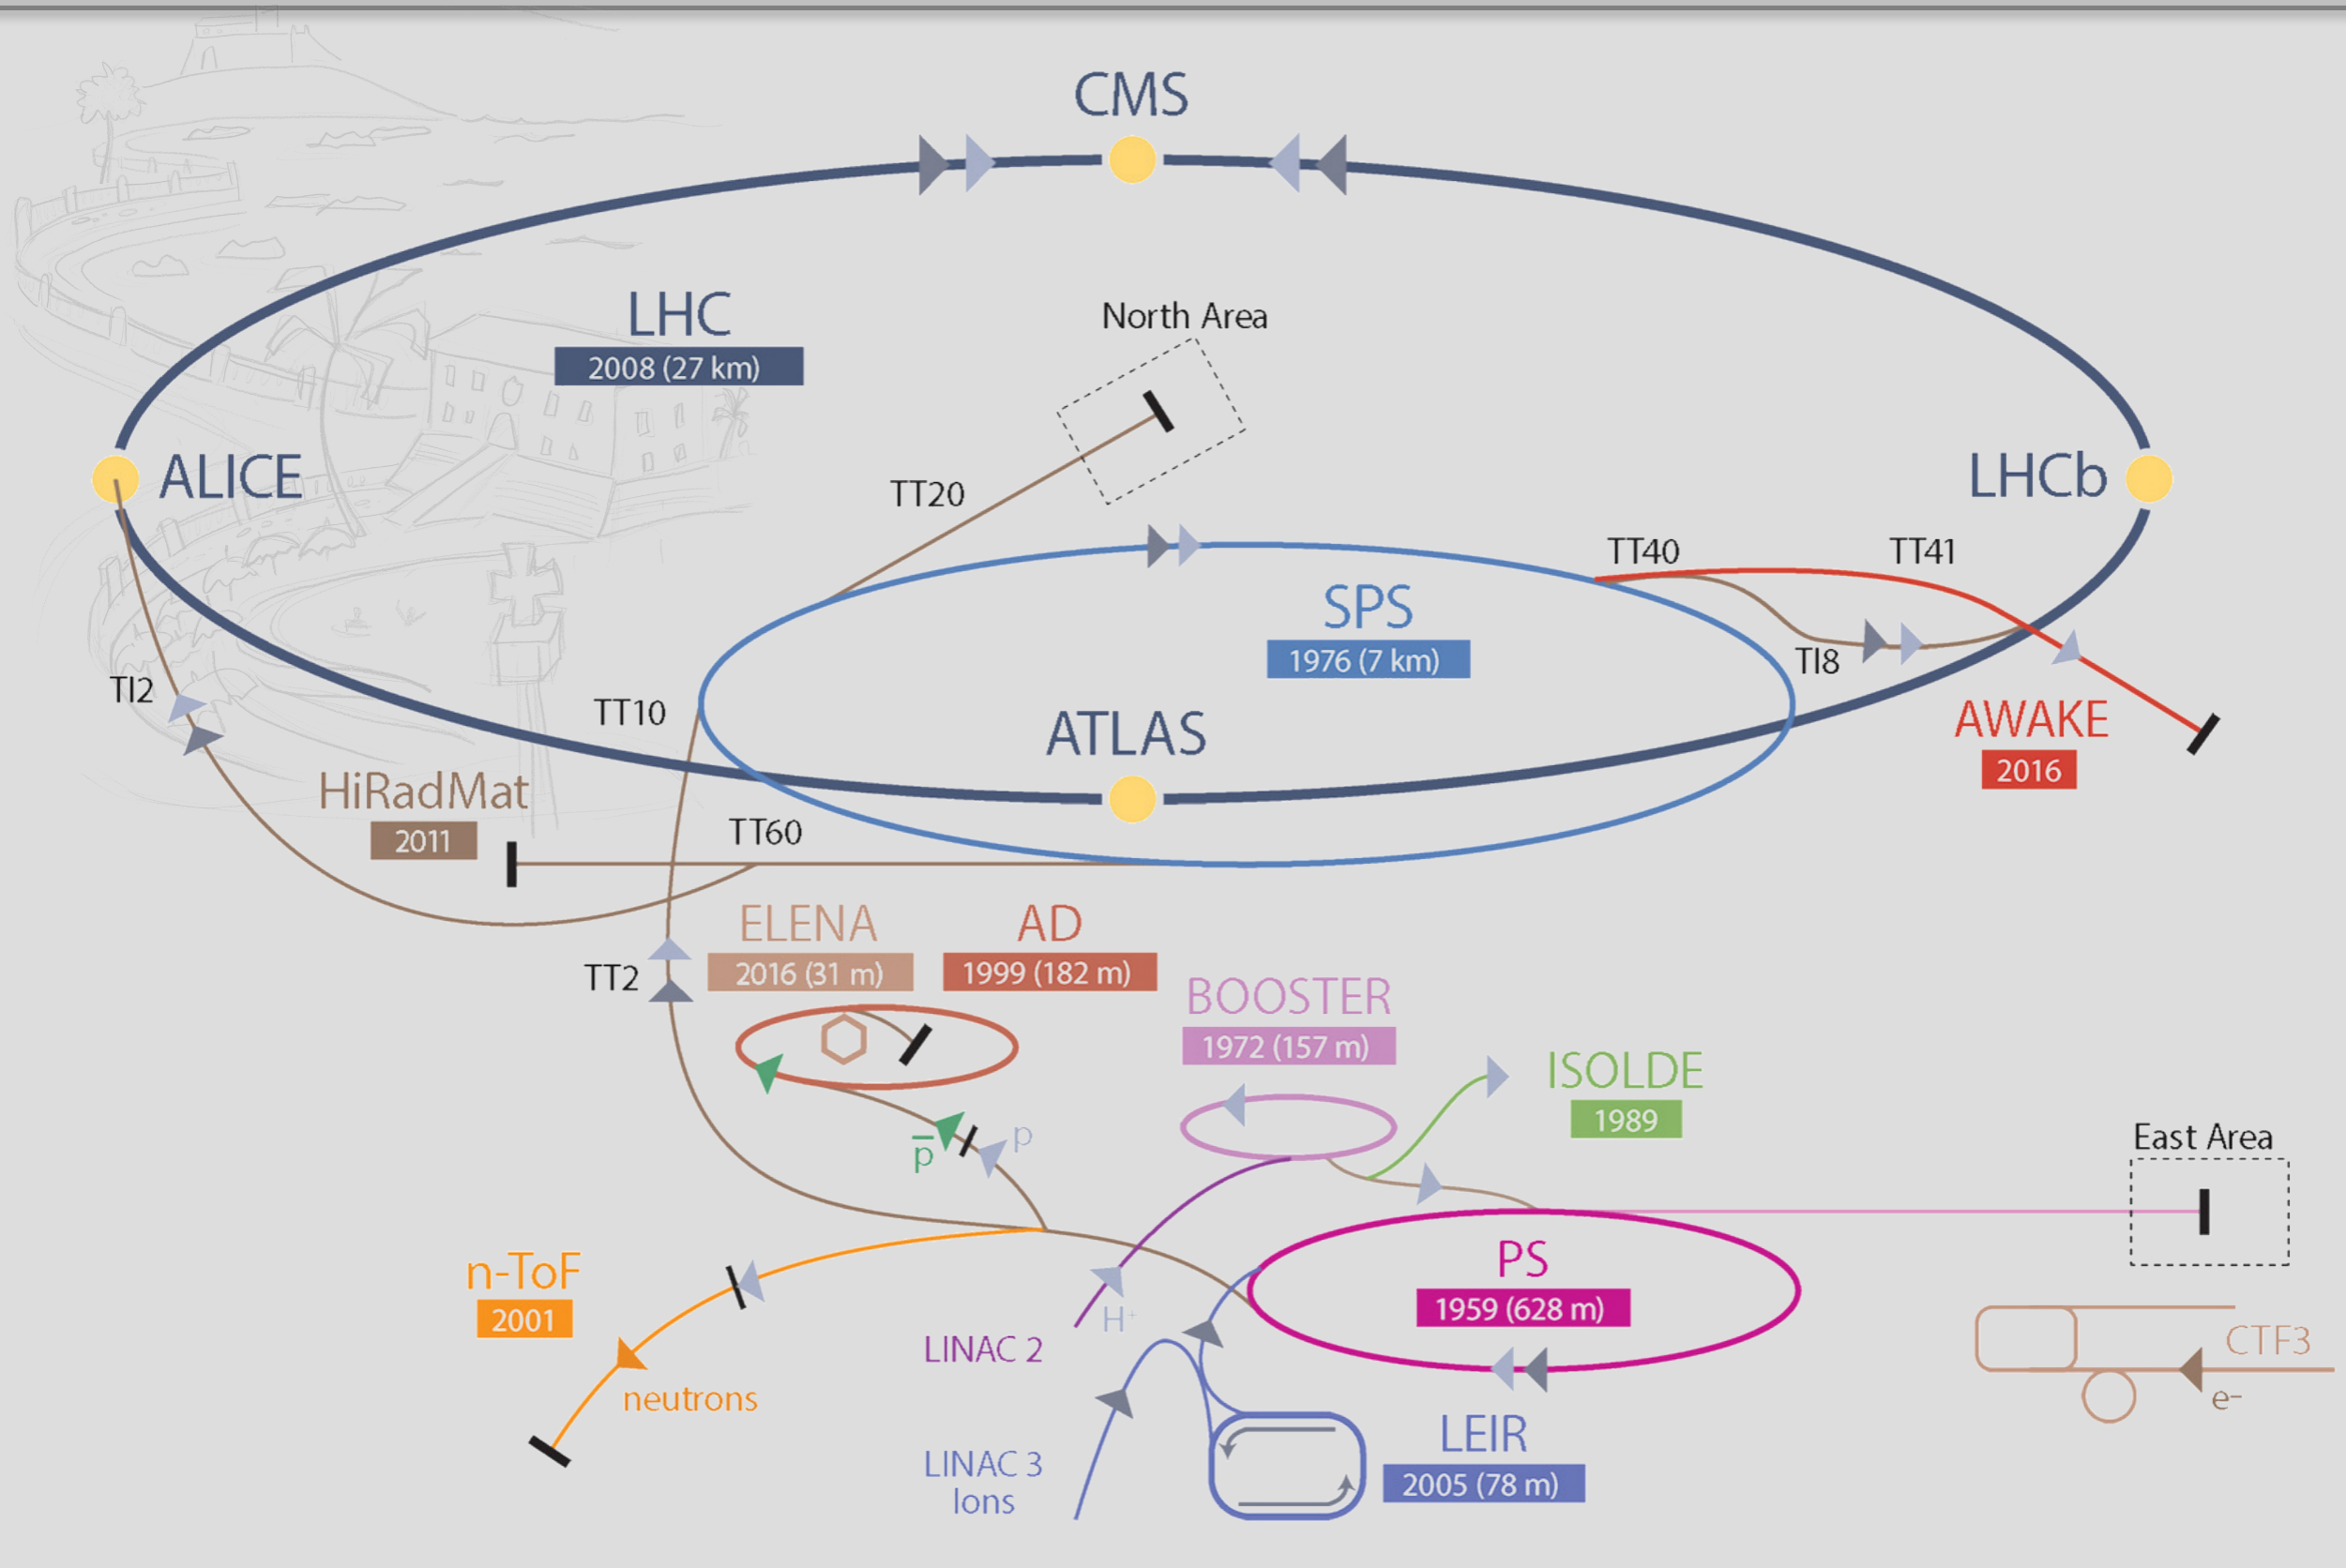 CMS
LHC
2008 (27 km)
North Area
ALICE
TT20
LHCb
TT40
TT41
SPS
1976 (7 km)
TI8
TI2
TT10
ATLAS
AWAKE
2016
HiRadMat
2011
TT60
ELENA
2016 (31 m)
AD
1999 (182 m)
TT2
BOOSTER
1972 (157 m)
ISOLDE
1989
p
p̅
East Area
n-ToF
2001
PS
1959 (628 m)
H⁺
LINAC 2
CTF3
e⁻
neutrons
LEIR
2005 (78 m)
LINAC 3
Ions